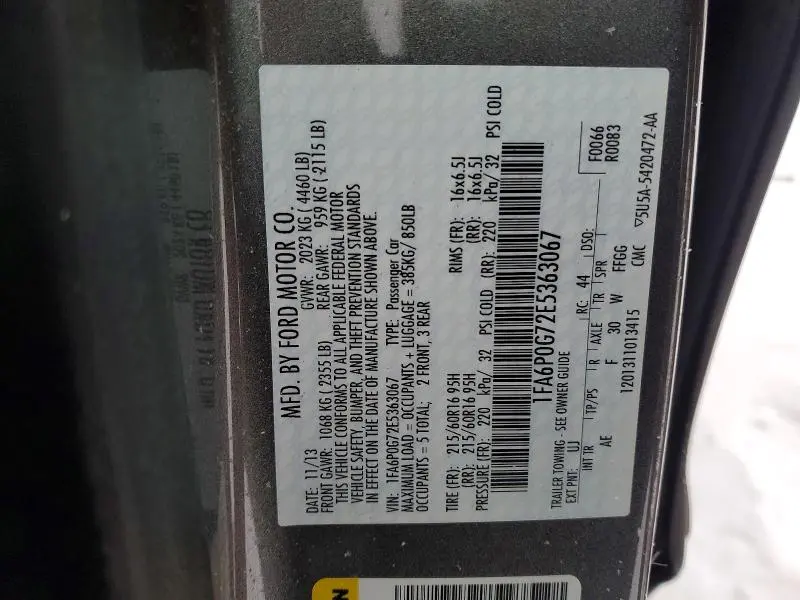 MFD. BY FORD MOTOR CO.
DATE: 11/13 GVWR: 2023 KG ( 4460 LB)
FRONT GAWR: 1068 KG ( 2355 LB) REAR GAWR: 959 KG ( 2115 LB)
THIS VEHICLE CONFORMS TO ALL APPLICABLE FEDERAL MOTOR
VEHICLE SAFETY, BUMPER, AND THEFT PREVENTION STANDARDS
IN EFFECT ON THE DATE OF MANUFACTURE SHOWN ABOVE.
VIN: 1FA6P0G72E5363067 TYPE: Passenger Car
MAXIMUM LOAD = OCCUPANTS + LUGGAGE = 385KG/ 850LB
OCCUPANTS = 5 TOTAL; 2 FRONT, 3 REAR
TIRE (FR): 215/60R16 95H RIMS (FR): 16x6.5J
(RR): 215/60R16 95H (RR): 16x6.5J
PRESSURE (FR): 220 kPa/ 32 PSI COLD (RR): 220 kPa/ 32 PSI COLD
1FA6P0G72E5363067
TRAILER TOWING - SEE OWNER GUIDE F0066
EXT PNT: UJ RC: 44 DSO: R0083
INT TR TP/PS R AXLE TR SPR
AE F 30 W FFGG
1201311013415 CMC ▽5U5A-5420472-AA